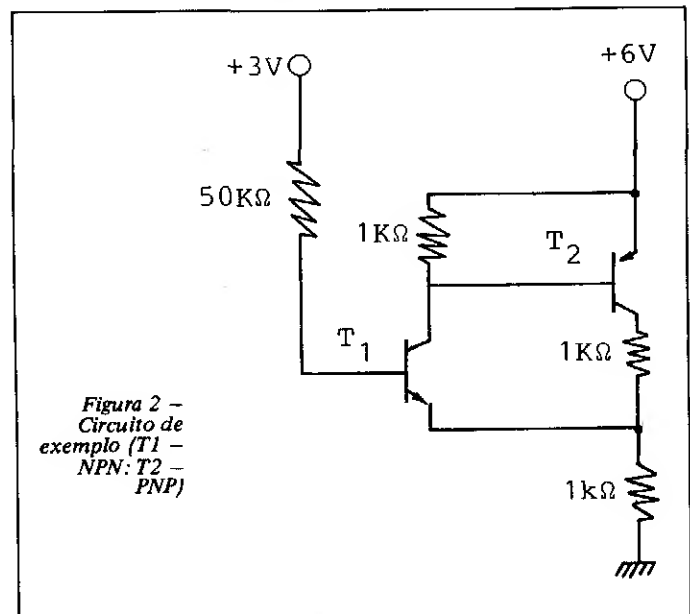 +3V
+6V
50KΩ
1KΩ
T2
T1
1KΩ
1kΩ
Figura 2 –
Circuito de
exemplo (T1 –
NPN: T2 –
PNP)